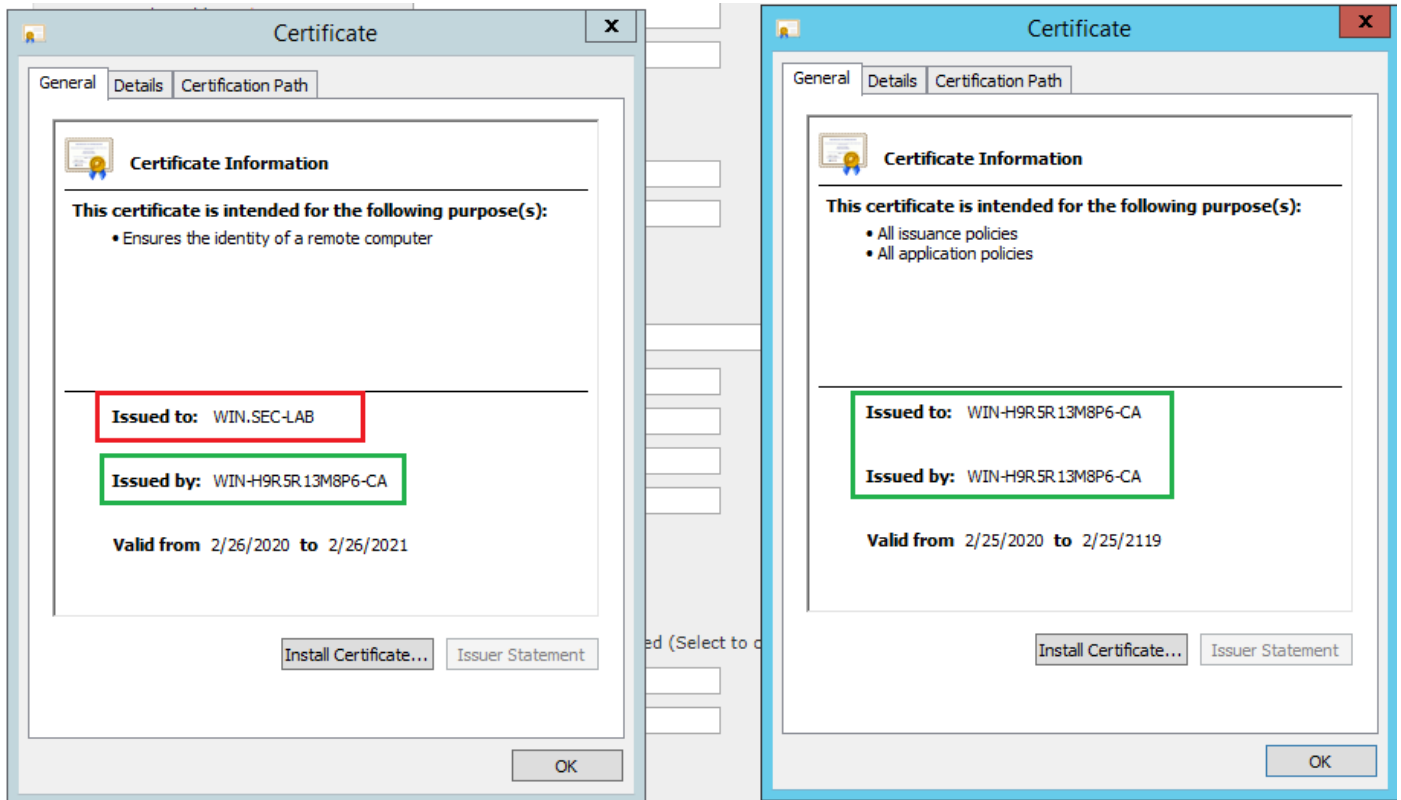 Certificate
x
General
Details
Certification Path
Certificate Information
This certificate is intended for the following purpose(s):
• Ensures the identity of a remote computer
Issued to: WIN.SEC-LAB
Issued by: WIN-H9R5R13M8P6-CA
Valid from 2/26/2020 to 2/26/2021
Install Certificate...
Issuer Statement
OK
ed (Select to
Certificate
x
General
Details
Certification Path
Certificate Information
This certificate is intended for the following purpose(s):
• All issuance policies
• All application policies
Issued to: WIN-H9R5R13M8P6-CA
Issued by: WIN-H9R5R13M8P6-CA
Valid from 2/25/2020 to 2/25/2119
Install Certificate...
Issuer Statement
OK